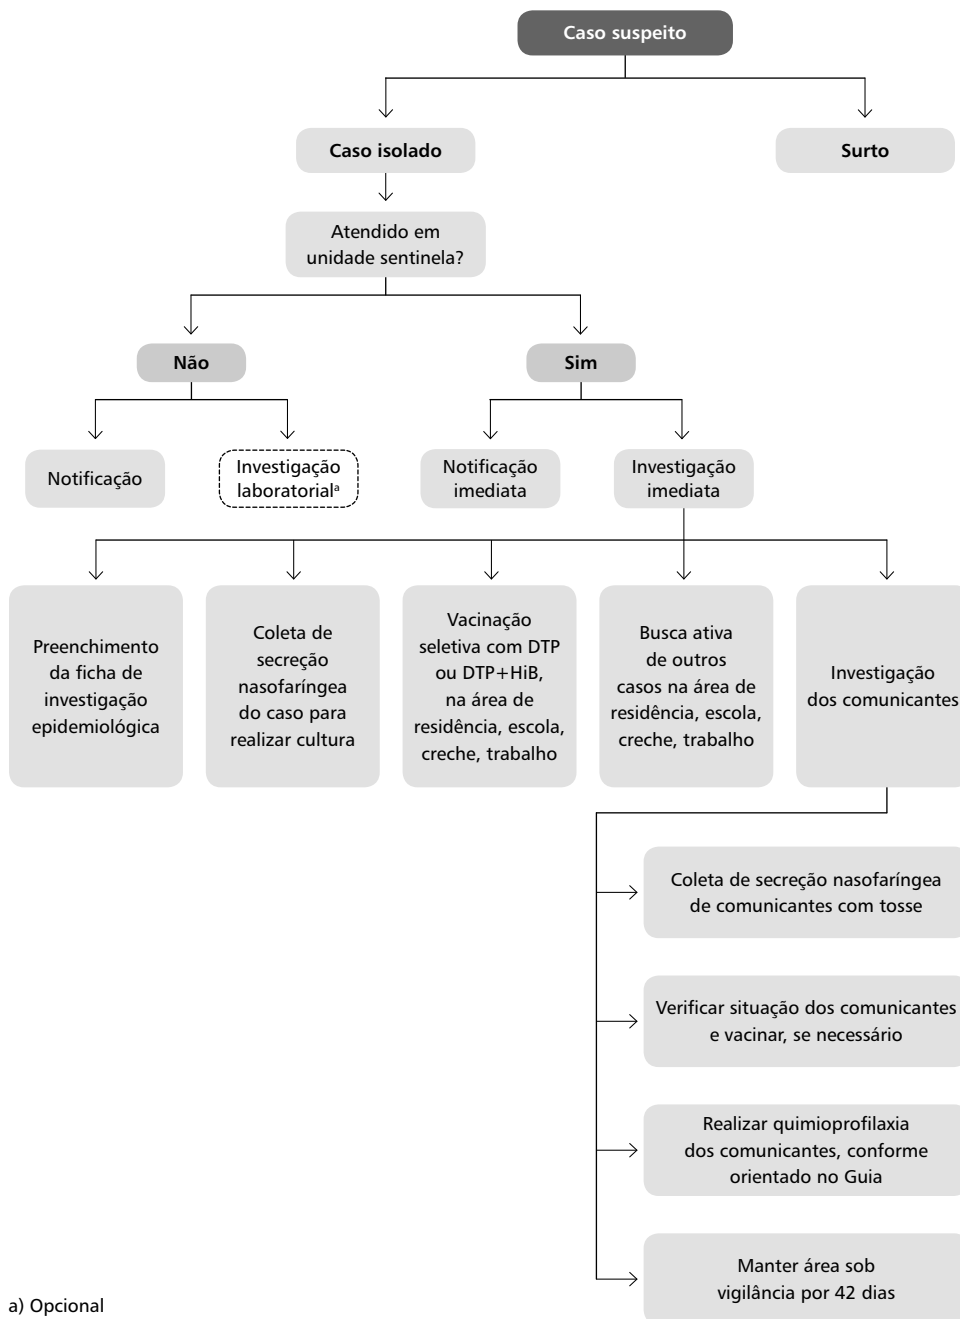 Caso suspeito
Caso isolado
Surto
Atendido em
unidade sentinela?
Não
Sim
Notificação
Investigação
laboratorialª
Notificação
imediata
Investigação
imediata
Preenchimento
da ficha de
investigação
epidemiológica
Coleta de
secreção
nasofaríngea
do caso para
realizar cultura
Vacinação
seletiva com DTP
ou DTP+HiB,
na área de
residência, escola,
creche, trabalho
Busca ativa
de outros
casos na área de
residência, escola,
creche, trabalho
Investigação
dos comunicantes
Coleta de secreção nasofaríngea
de comunicantes com tosse
Verificar situação dos comunicantes
e vacinar, se necessário
Realizar quimioprofilaxia
dos comunicantes, conforme
orientado no Guia
Manter área sob
vigilância por 42 dias
a) Opcional